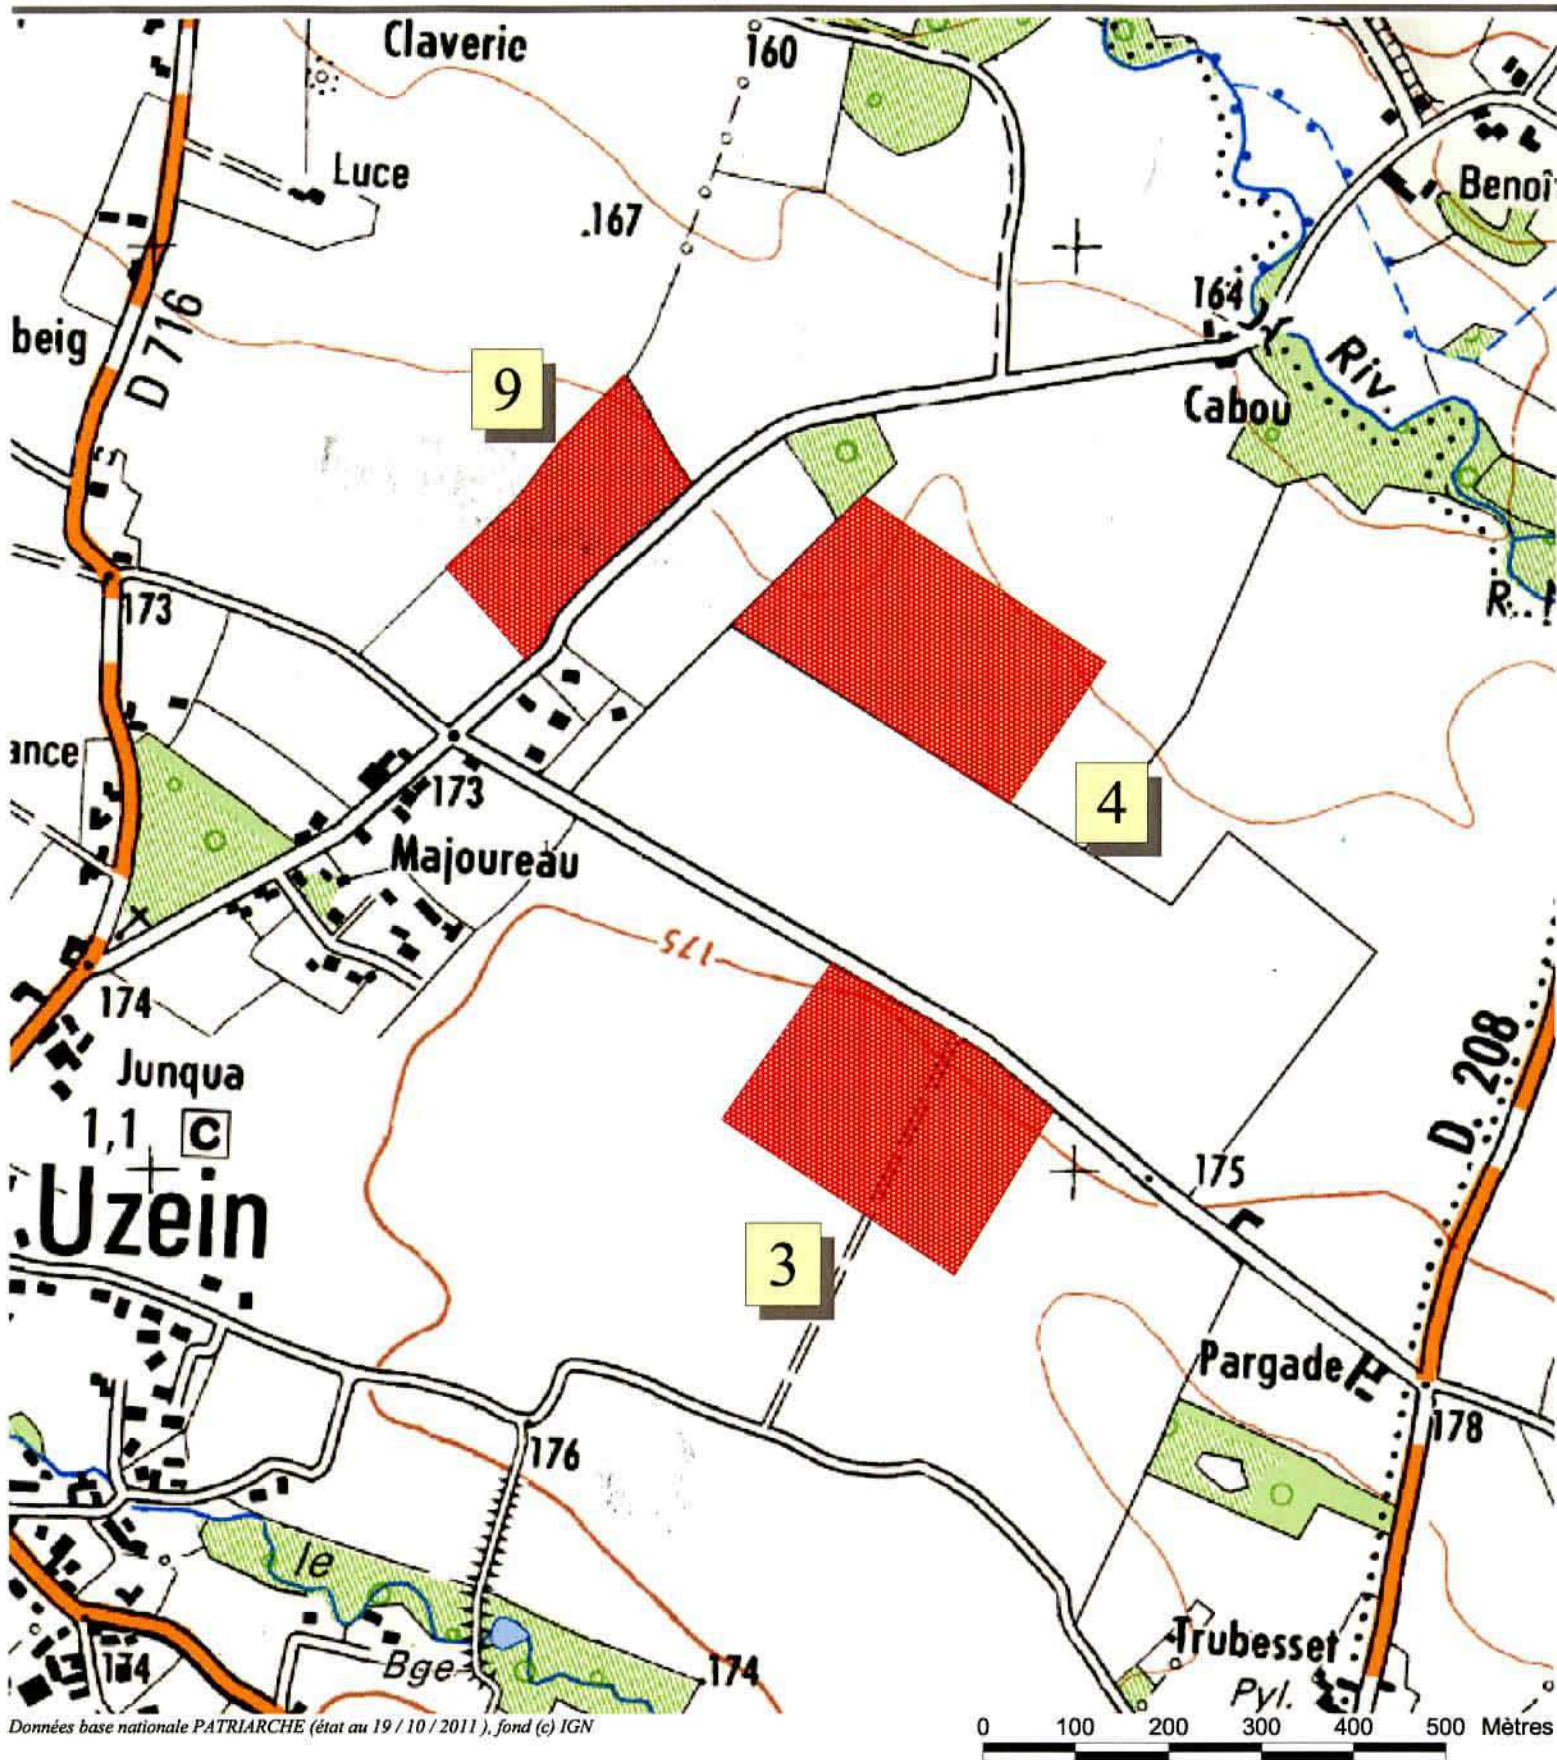 Claverie
160
Luce
.167
Benoî
164
beig
D 716
Riv.
9
Cabou
173
R.
ance
4
173
Majoureau
175
174
D. 208
Junqua
1,1
C
175
Uzein
3
Pargade
178
176
le
Trubesset
174
Bge
.174
Pyl.
Données base nationale PATRIARCHE (état au 19 / 10 / 2011 ), fond (c) IGN
0 100 200 300 400 500 Mètres